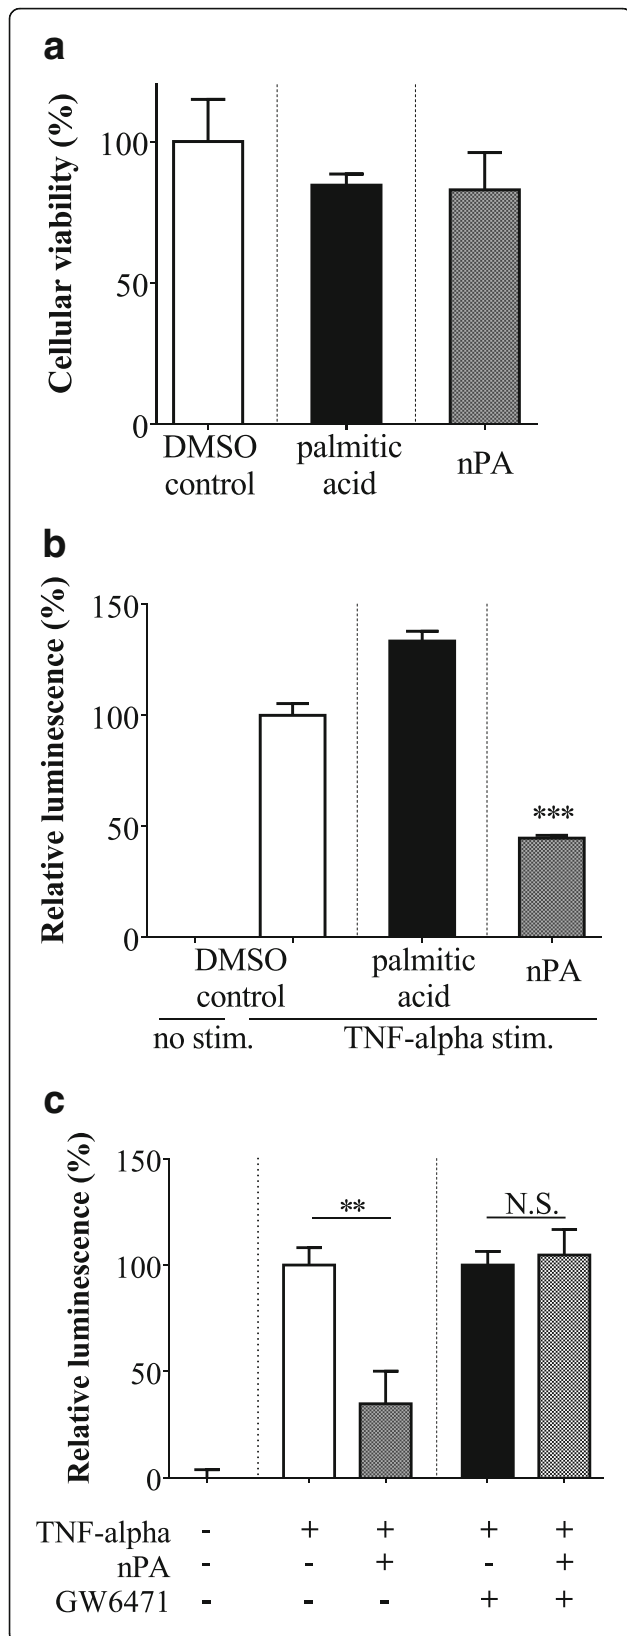 a
Cellular viability (%)
100
50
0
DMSO control
palmitic acid
nPA
b
Relative luminescence (%)
150
100
50
0
***
DMSO control
palmitic acid
nPA
no stim.
TNF-alpha stim.
c
Relative luminescence (%)
150
100
50
0
**
N.S.
TNF-alpha - + + + +
nPA - - + - +
GW6471 - - - + +